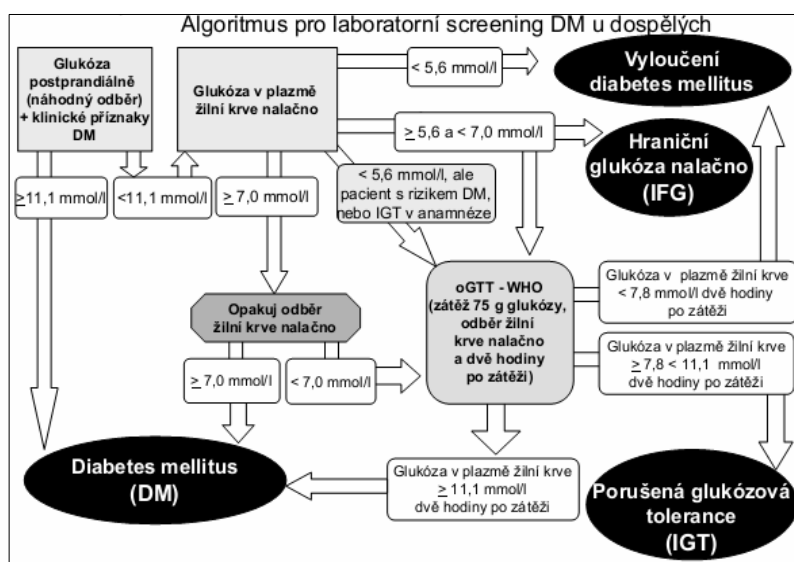 Algoritmus pro laboratorní screening DM u dospělých
Glukóza
postprandiálně
(náhodný odběr)
+ klinické příznaky
DM
Glukóza v plazmě
žilní krve nalačno
< 5,6 mmol/l
Vyloučení
diabetes mellitus
≥ 5,6 a < 7,0 mmol/l
Hraniční
glukóza nalačno
(IFG)
≥11,1 mmol/l
<11,1 mmol/l
≥ 7,0 mmol/l
< 5,6 mmol/l, ale
pacient s rizikem DM,
nebo IGT v anamnéze
Opakuj odběr
žilní krve nalačno
oGTT - WHO
(zátěž 75 g glukózy,
odběr žilní
krve nalačno
a dvě hodiny
po zátěži)
Glukóza v plazmě žilní krve
< 7,8 mmol/l dvě hodiny
po zátěži
Glukóza v plazmě žilní krve
≥ 7,8 < 11,1 mmol/l
dvě hodiny po zátěži
≥ 7,0 mmol/l
< 7,0 mmol/l
Diabetes mellitus
(DM)
Glukóza v plazmě žilní krve
≥ 11,1 mmol/l
dvě hodiny po zátěži
Porušená glukózová
tolerance
(IGT)